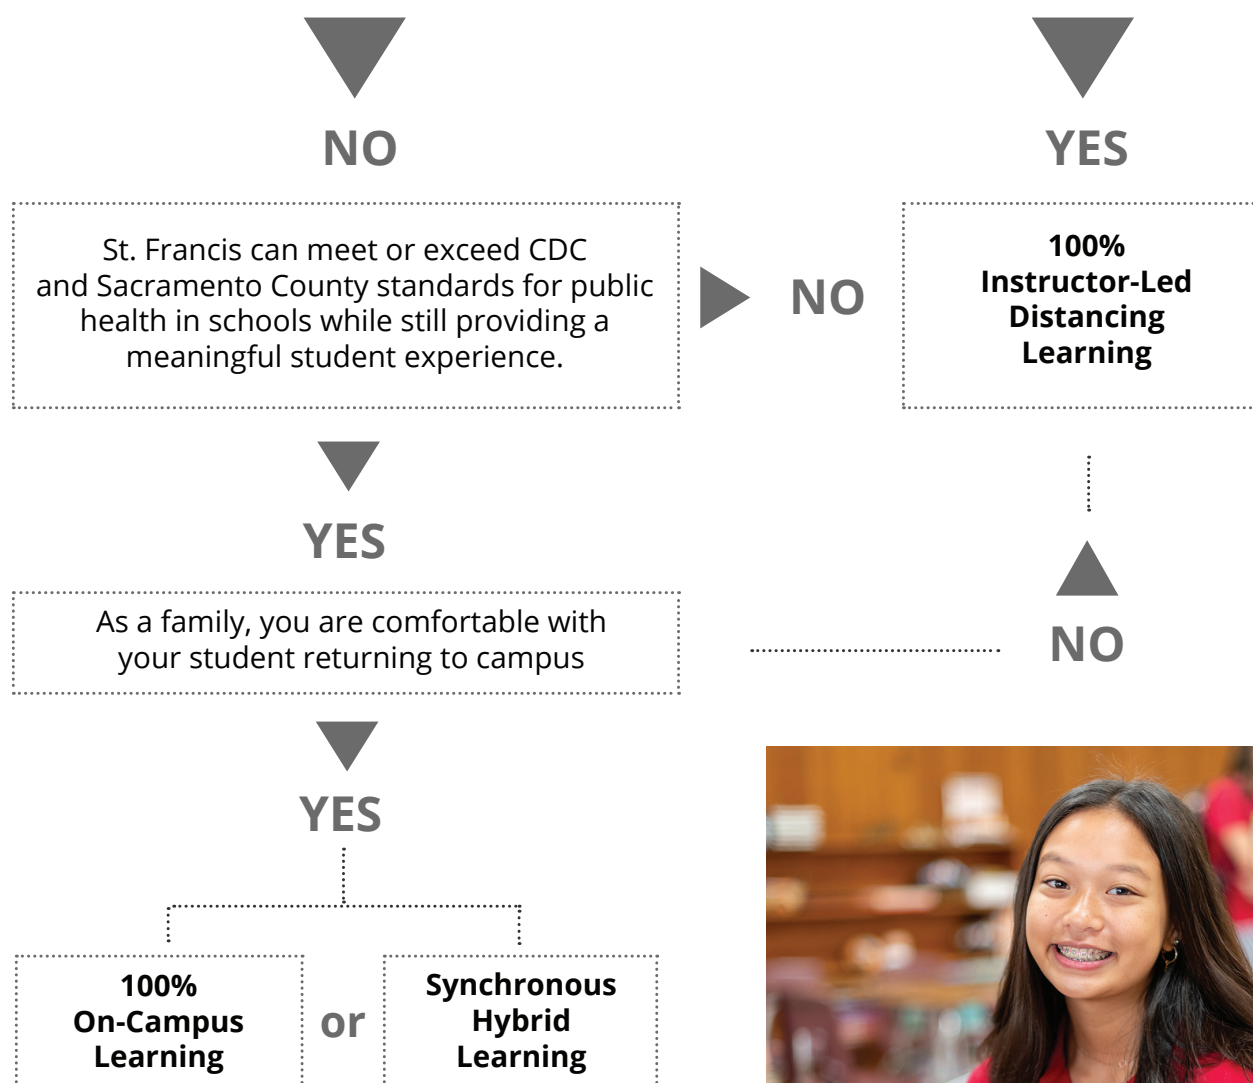 NO
YES
St. Francis can meet or exceed CDC
and Sacramento County standards for public
health in schools while still providing a
meaningful student experience.
NO
100%
Instructor-Led
Distancing
Learning
YES
As a family, you are comfortable with
your student returning to campus
NO
YES
100%
On-Campus
Learning
or
Synchronous
Hybrid
Learning